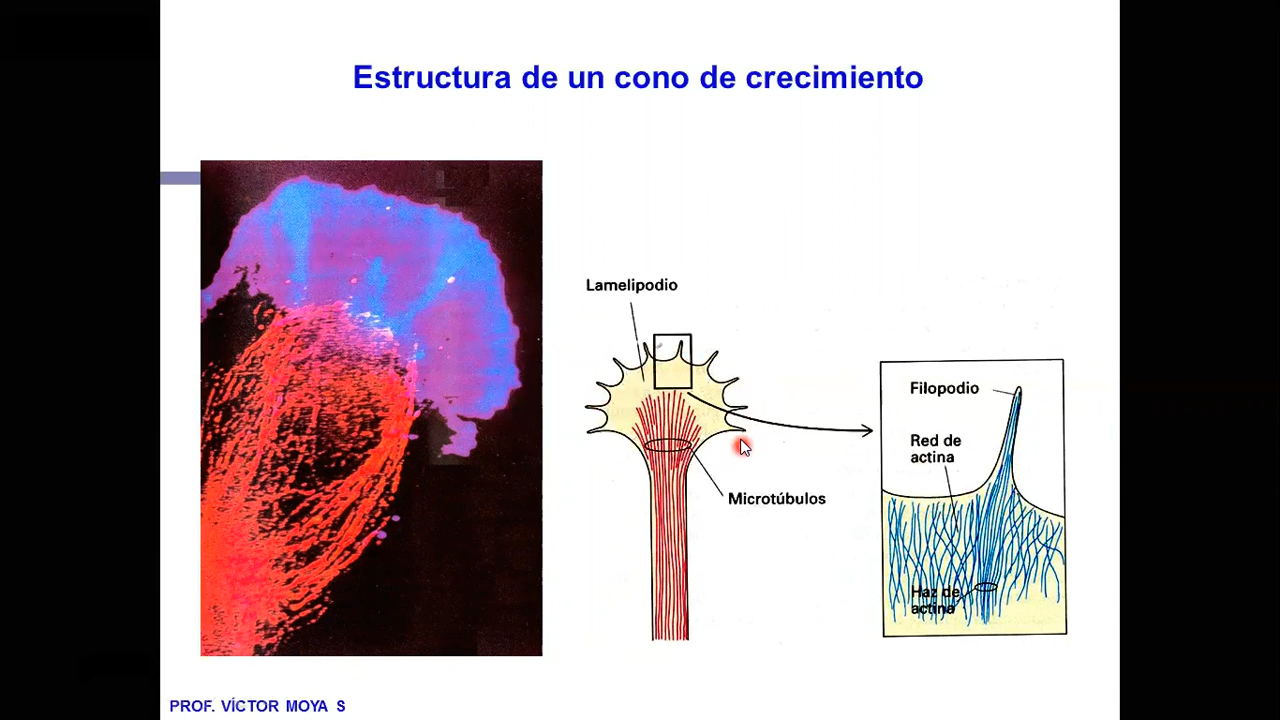 Estructura de un cono de crecimiento
Lamelipodio
Filopodio
Red de
actina
Microtúbulos
Haz de
actina
PROF. VÍCTOR MOYA S